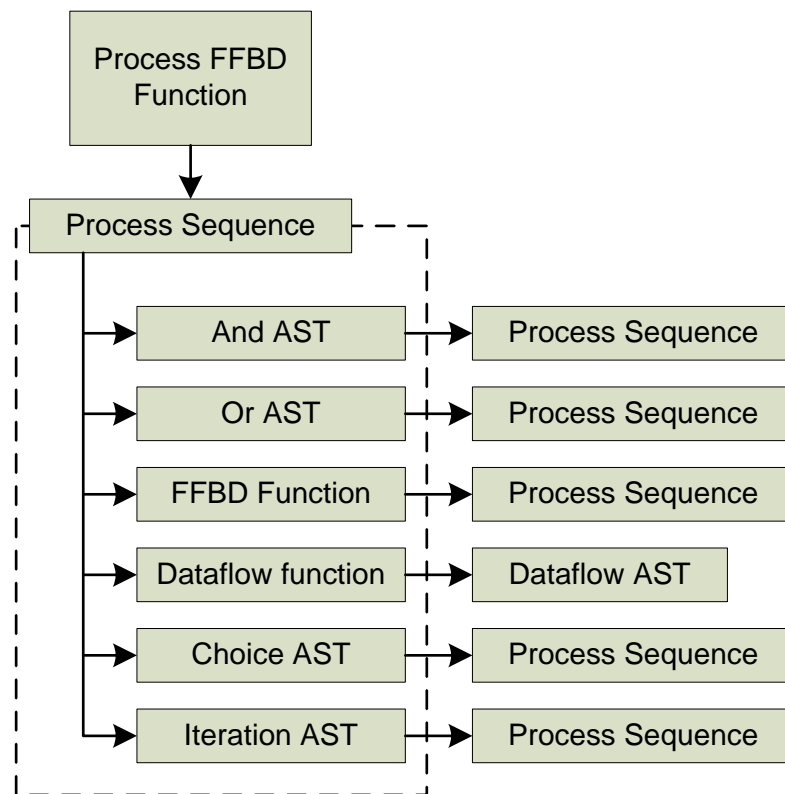 Process FFBD
Function
Process Sequence
And AST
Process Sequence
Or AST
Process Sequence
FFBD Function
Process Sequence
Dataflow function
Dataflow AST
Choice AST
Process Sequence
Iteration AST
Process Sequence